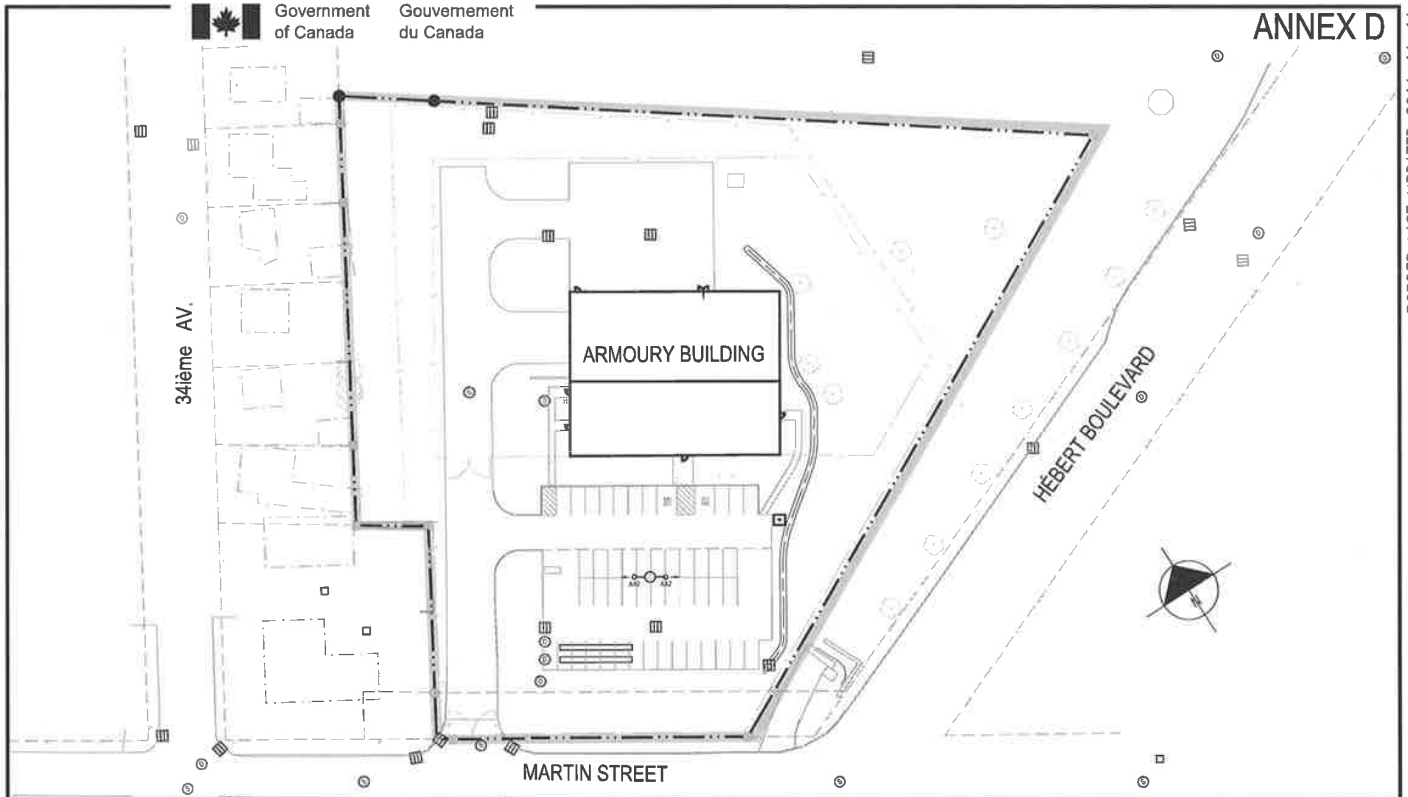 Government Gouvernement
of Canada du Canada
ANNEX D
34ième AV.
ARMOURY BUILDING
HÉBERT BOULEVARD
N
MARTIN STREET